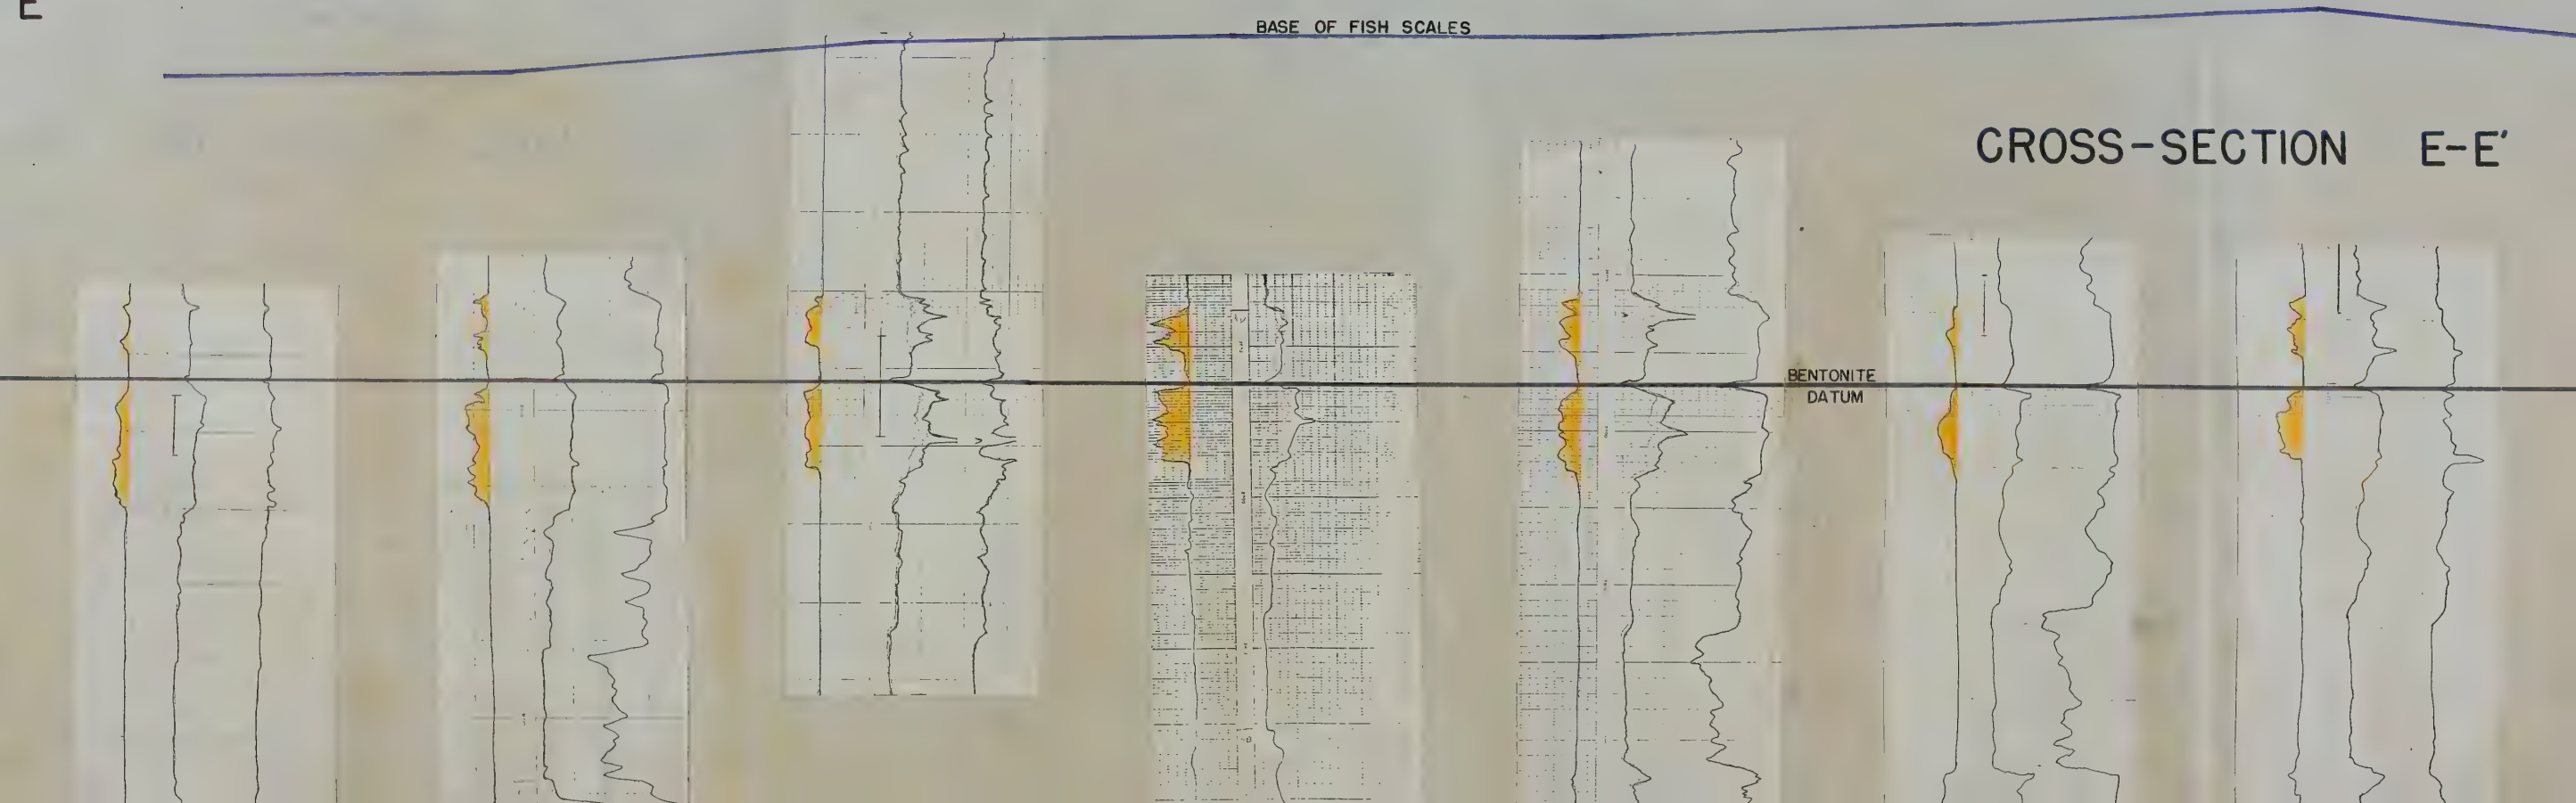 E
BASE OF FISH SCALES
CROSS-SECTION E-E'
BENTONITE
DATUM